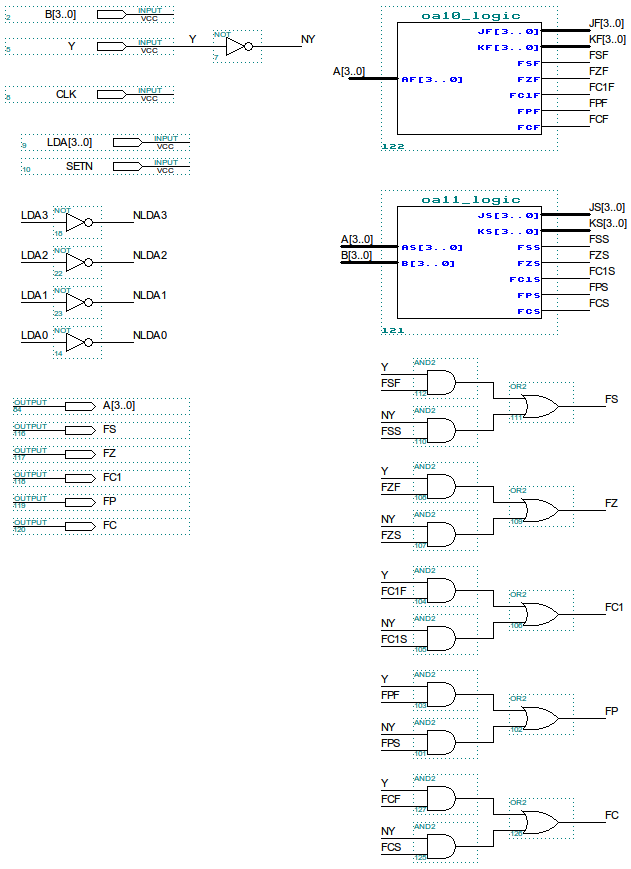 B[3..0] INPUT
2 VCC
Y INPUT Y NOT NY
5 VCC 7
CLK INPUT
VCC
LDA[3..0] INPUT
9 VCC
SETN INPUT
10 VCC
LDA3 NOT NLDA3
LDA2 NOT NLDA2
22
LDA1 NOT NLDA1
23
LDA0 NOT NLDA0
14
OUTPUT A[3..0]
OUTPUT FS
116
OUTPUT FZ
117
OUTPUT FC1
118
OUTPUT FP
119
OUTPUT FC
120
oa10_logic
JF[3..0] JF[3..0]
KF[3..0] KF[3..0]
FSF FSF
A[3..0] AF[3..0] FZF FZF
FC1F FC1F
FPF FPF
FCF FCF
122
oa11_logic
JS[3..0] JS[3..0]
KS[3..0] KS[3..0]
A[3..0] AS[3..0] FSS FSS
B[3..0] B[3..0] FZS FZS
FC1S FC1S
FPS FPS
FCS FCS
121
Y AND2
FSF 112
OR2 FS
111
NY AND2
FSS 110
Y AND2
FZF 108
OR2 FZ
109
NY AND2
FZS 107
Y AND2
FC1F 104
OR2 FC1
106
NY AND2
FC1S 105
Y AND2
FPF 103
OR2 FP
102
NY AND2
FPS 101
Y AND2
FCF 127
OR2 FC
126
NY AND2
FCS 125